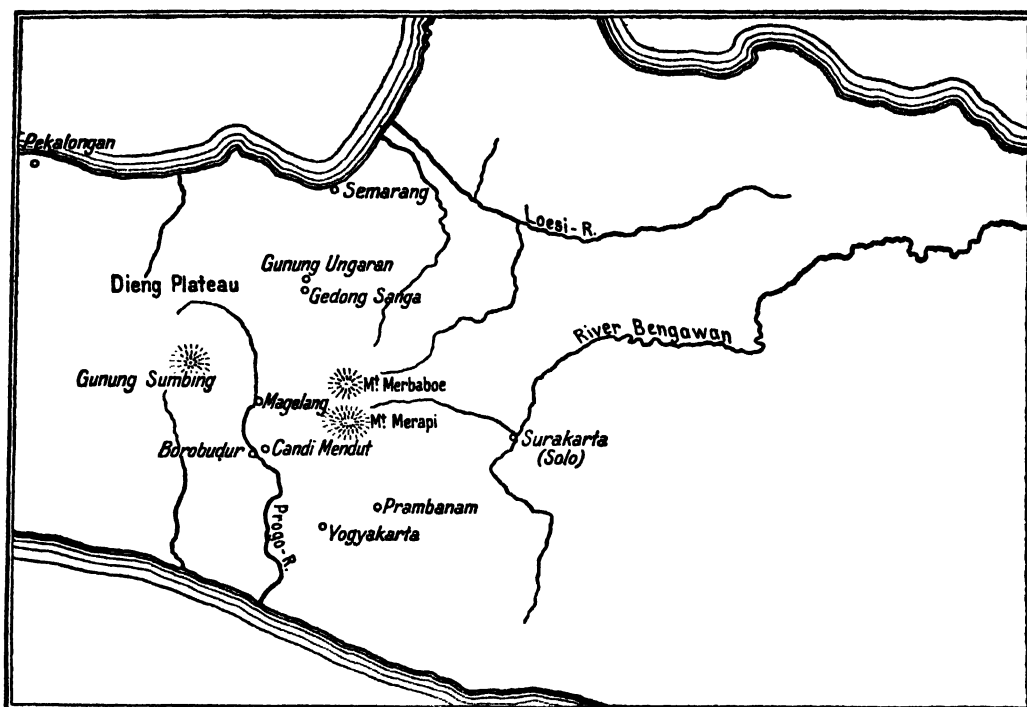 Pekalongan
Semarang
Loesi-R.
Gunung Ungaran
Dieng Plateau
Gedong Sanga
River Bengawan
Gunung Sumbing
Mt Merbaboe
Magelang
Mt Merapi
Borobudur
Candi Mendut
Surakarta
(Solo)
Prambanam
Progo-R.
Yogyakarta